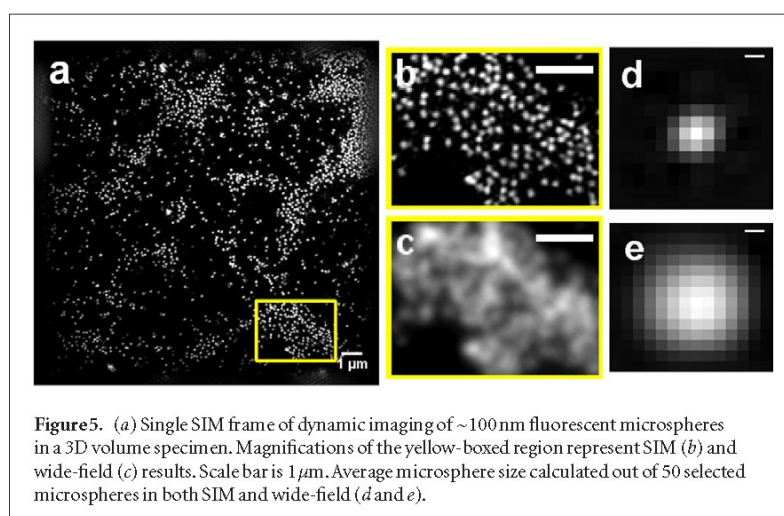 a
b
d
c
e
1 µm
Figure 5. (a) Single SIM frame of dynamic imaging of ~100 nm fluorescent microspheres
in a 3D volume specimen. Magnifications of the yellow-boxed region represent SIM (b) and
wide-field (c) results. Scale bar is 1 µm. Average microsphere size calculated out of 50 selected
microspheres in both SIM and wide-field (d and e).